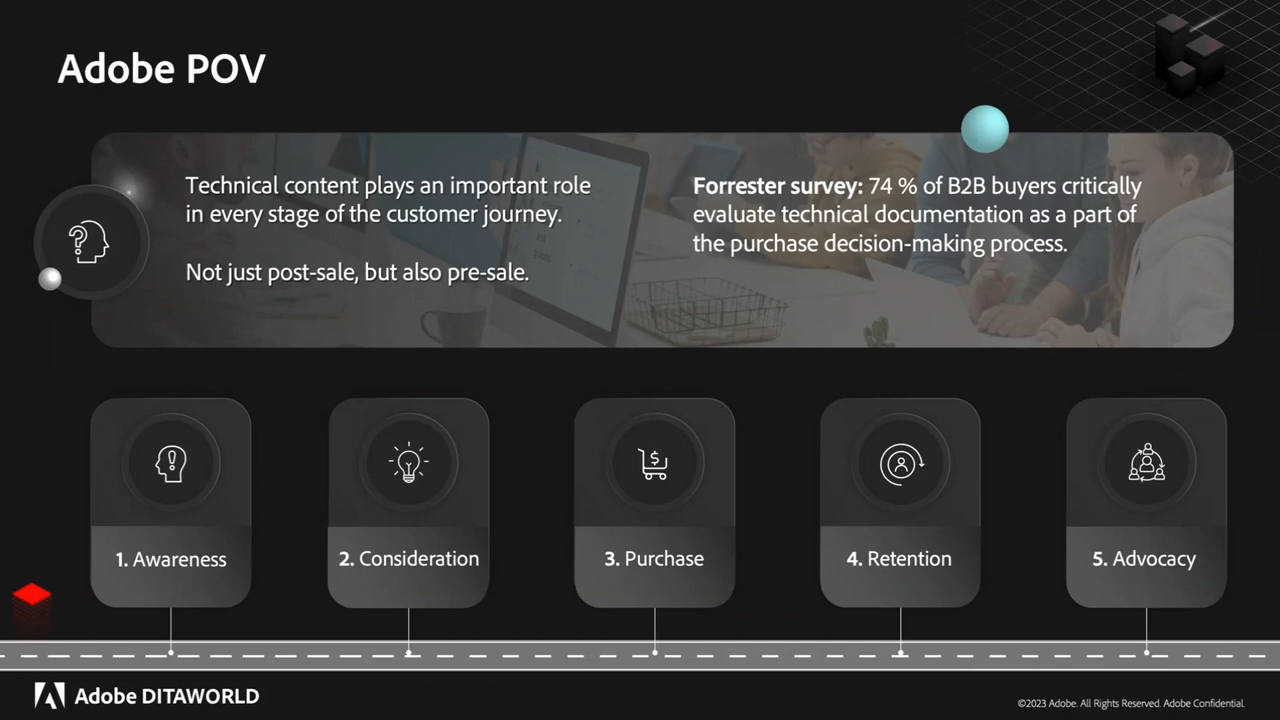 Adobe POV
Technical content plays an important role
in every stage of the customer journey.
Not just post-sale, but also pre-sale.
Forrester survey: 74 % of B2B buyers critically
evaluate technical documentation as a part of
the purchase decision-making process.
1. Awareness
2. Consideration
3. Purchase
4. Retention
5. Advocacy
Adobe DITAWORLD
©2023 Adobe. All Rights Reserved. Adobe Confidential.